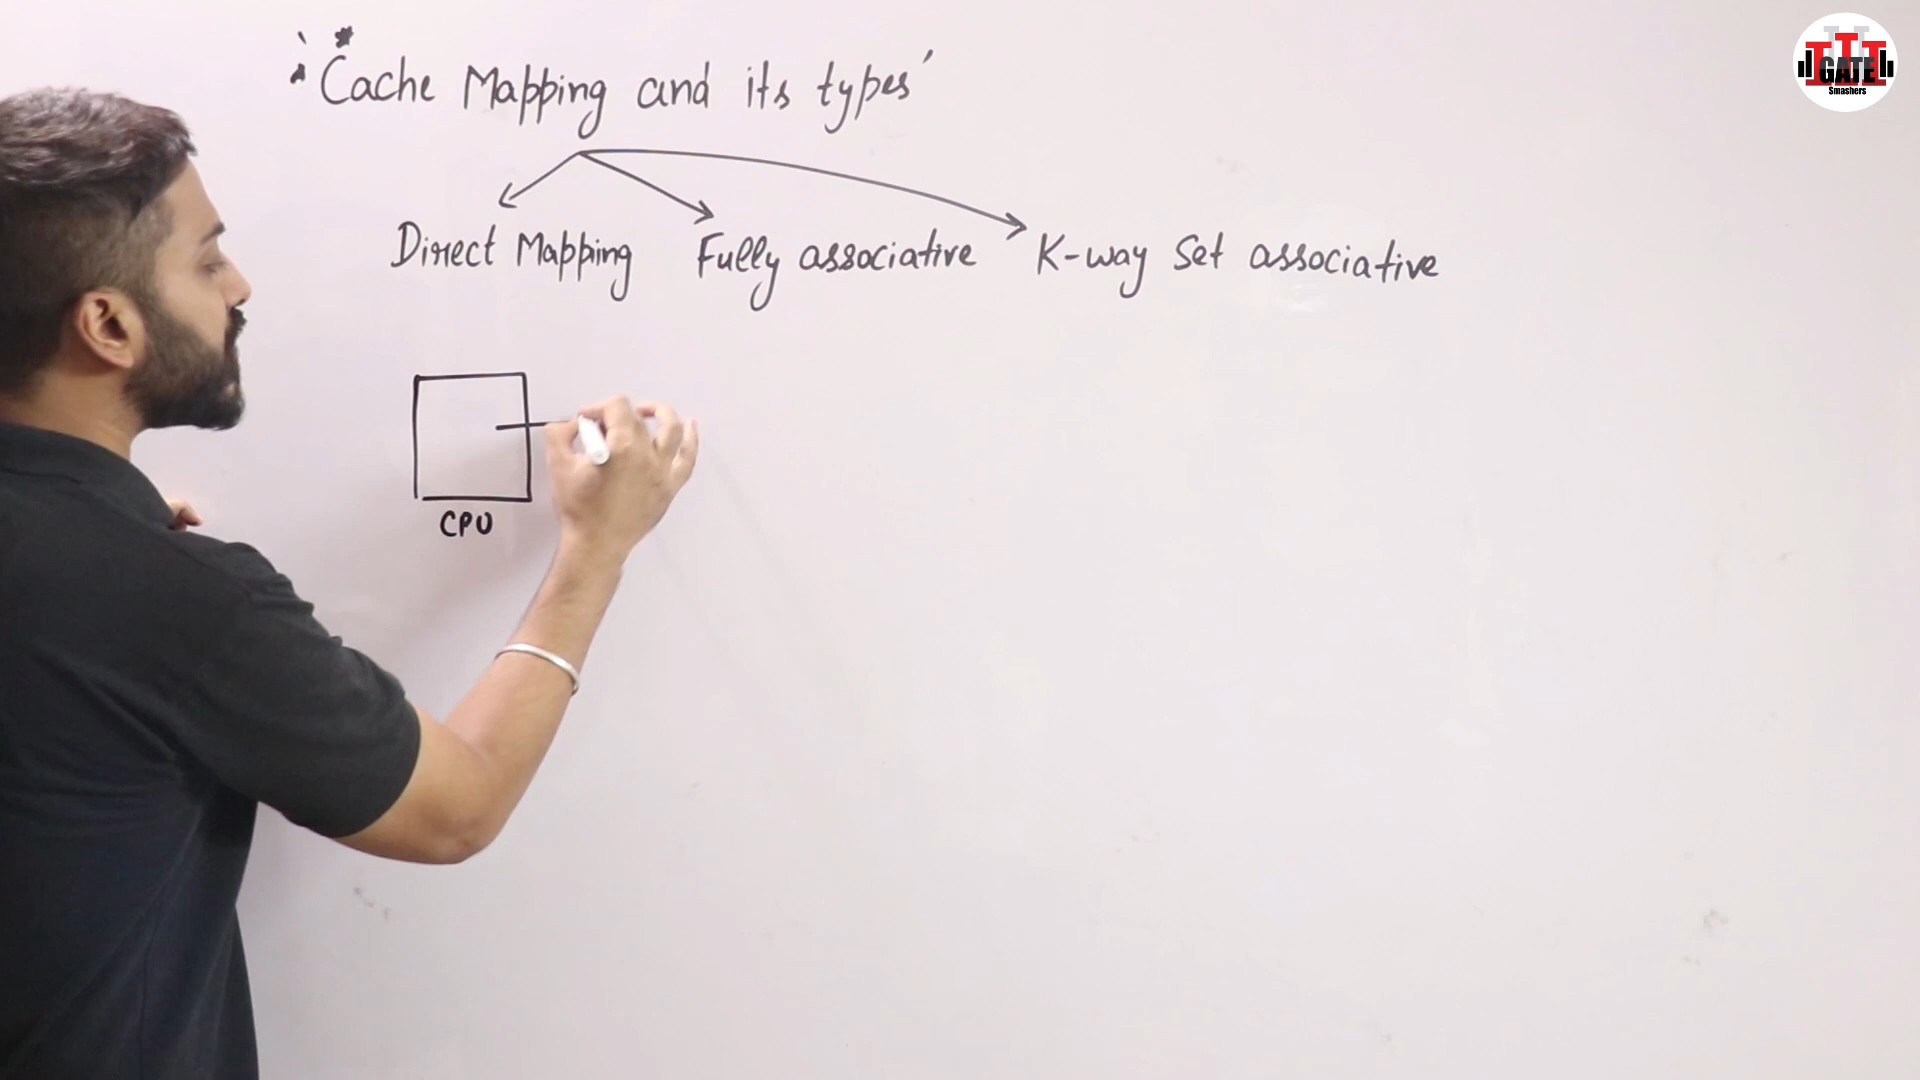 Cache Mapping and its types
Direct Mapping Fully associative K-way Set associative
CPU
GATE
Smashers